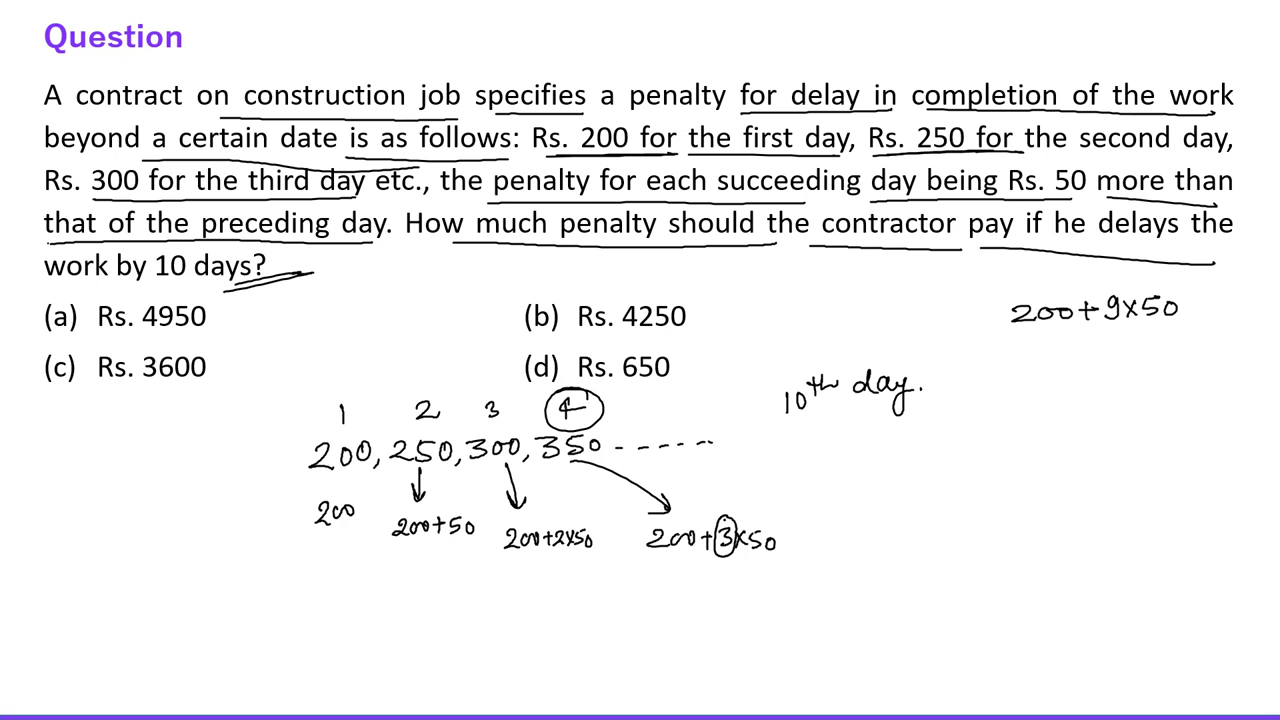 Question
A contract on construction job specifies a penalty for delay in completion of the work
beyond a certain date is as follows: Rs. 200 for the first day, Rs. 250 for the second day,
Rs. 300 for the third day etc., the penalty for each succeeding day being Rs. 50 more than
that of the preceding day. How much penalty should the contractor pay if he delays the
work by 10 days?
(a) Rs. 4950 (b) Rs. 4250
200+9×50
(c) Rs. 3600 (d) Rs. 650
10th day.
1 2 3 4
200, 250, 300, 350 ------
200 200+50 200+2×50 200+3×50